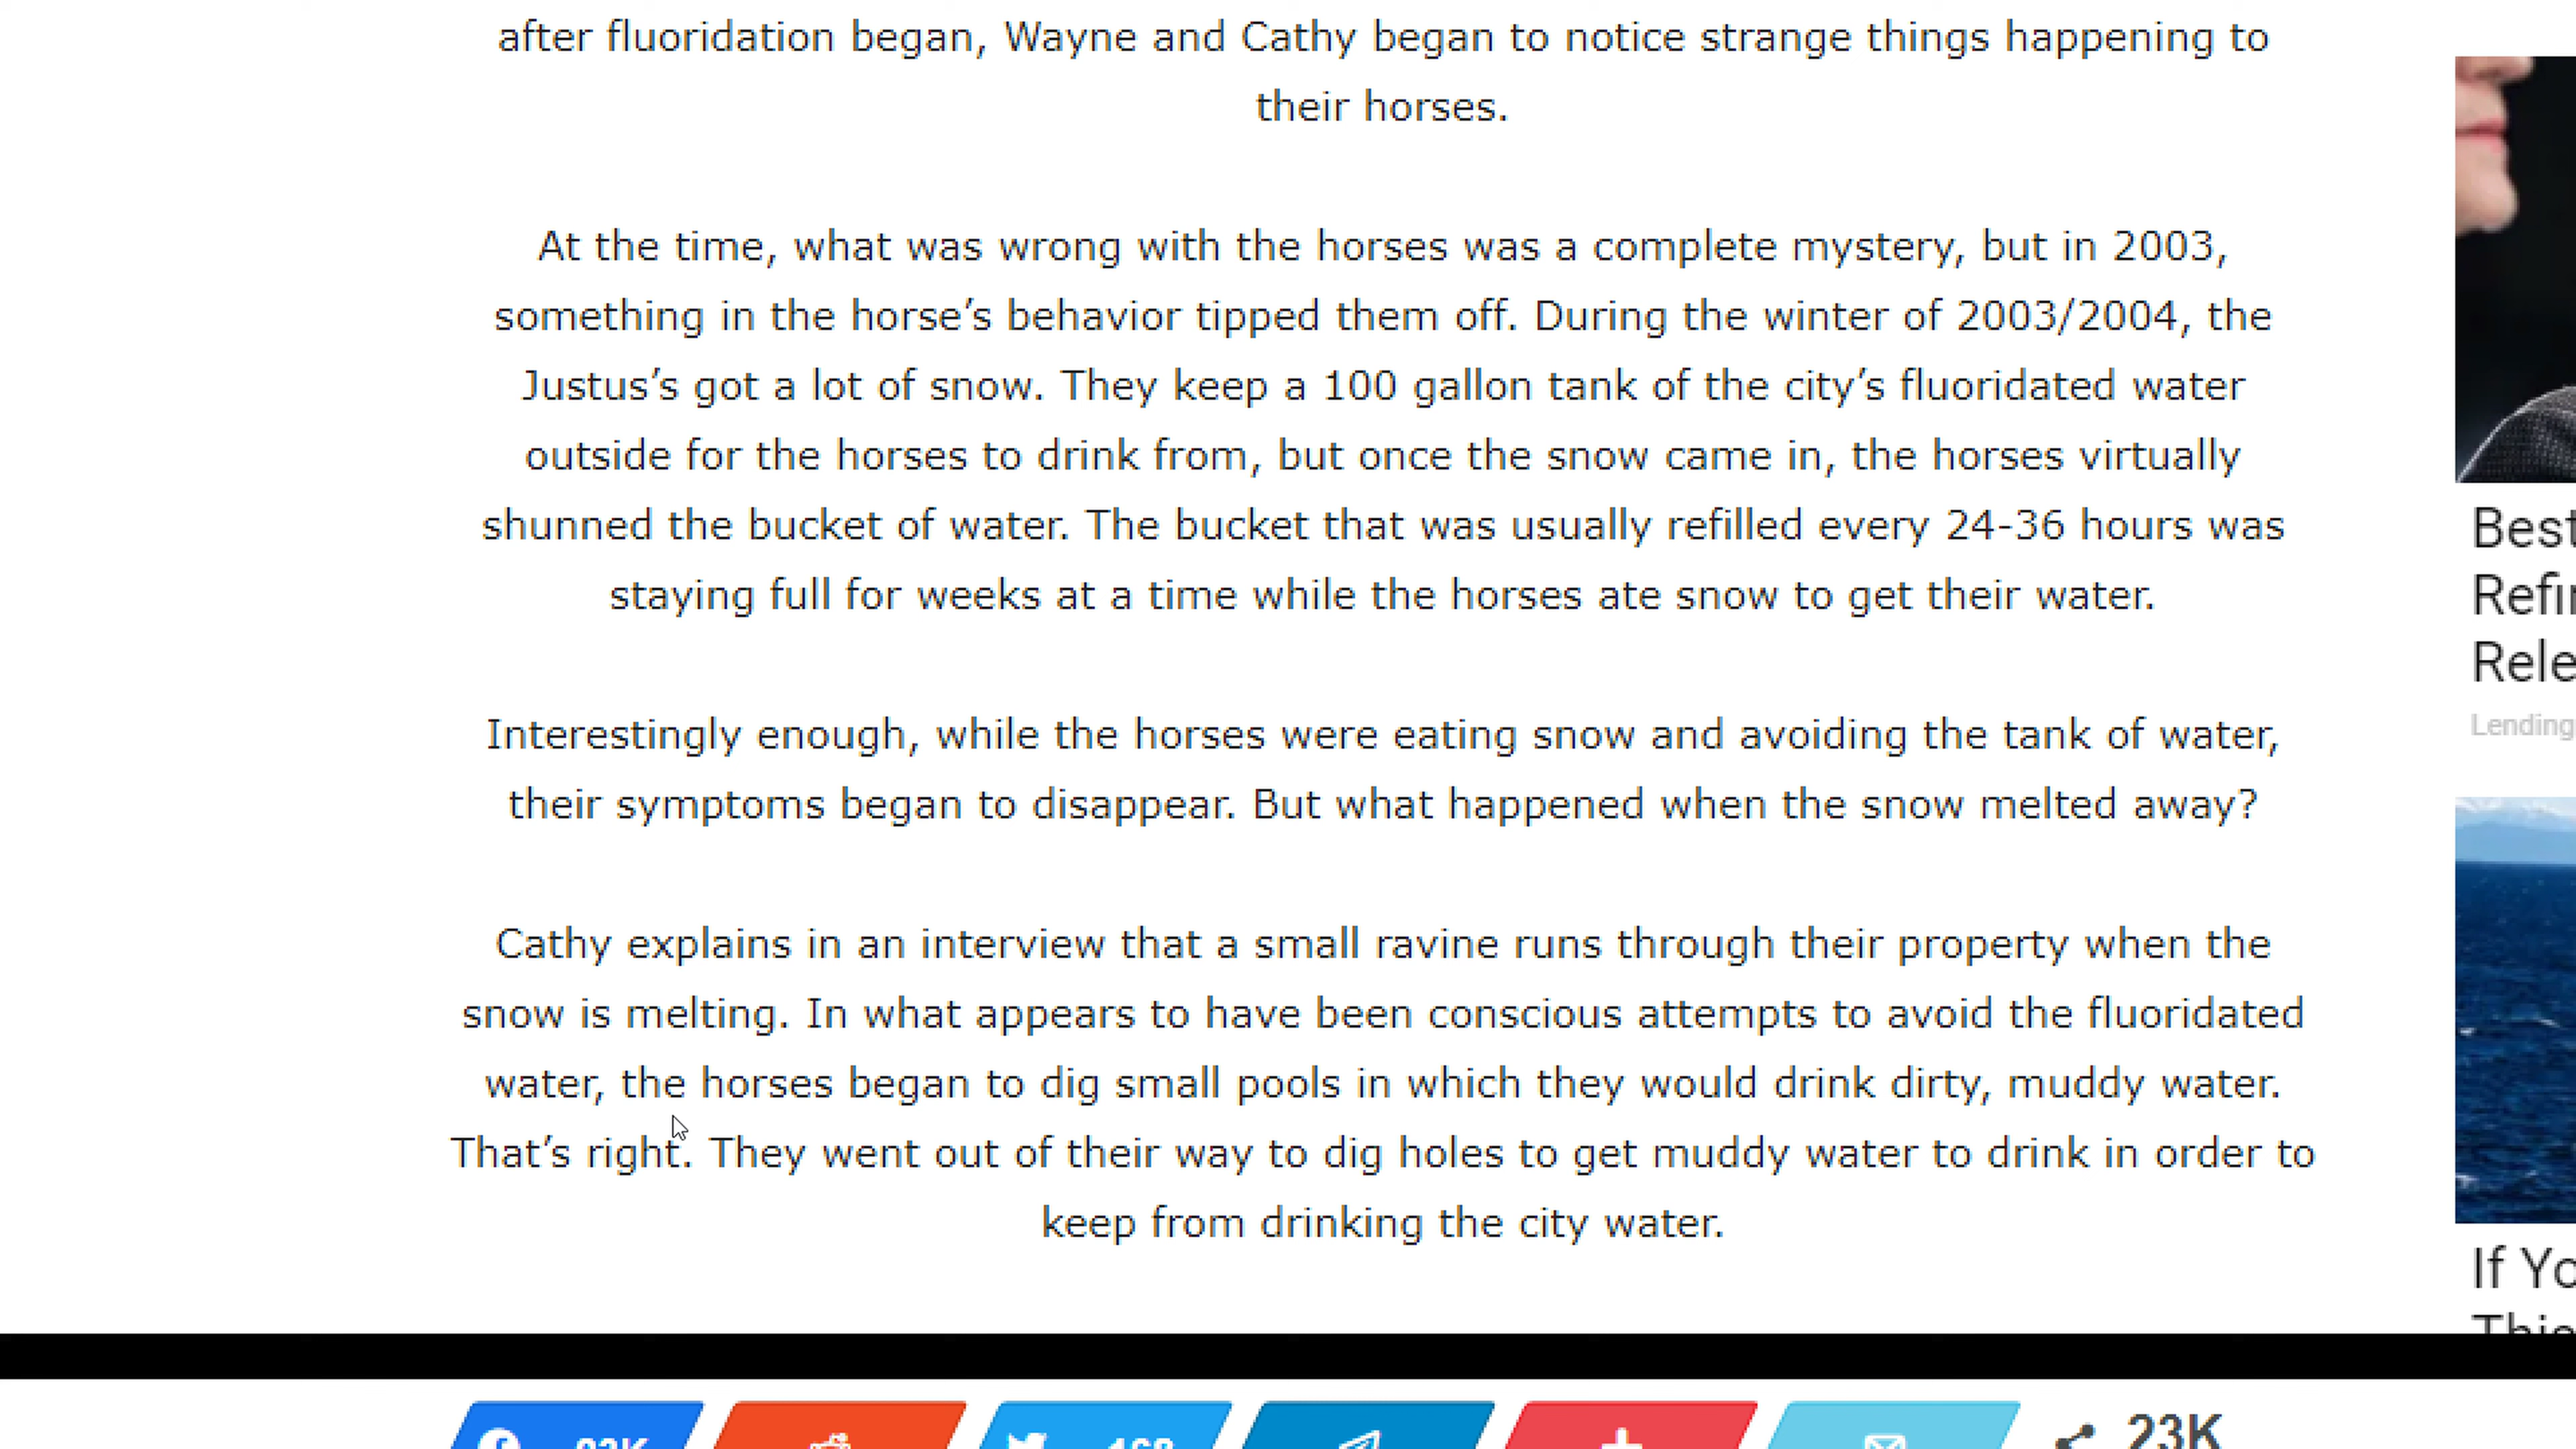 after fluoridation began, Wayne and Cathy began to notice strange things happening to
their horses.
At the time, what was wrong with the horses was a complete mystery, but in 2003,
something in the horse’s behavior tipped them off. During the winter of 2003/2004, the
Justus’s got a lot of snow. They keep a 100 gallon tank of the city’s fluoridated water
outside for the horses to drink from, but once the snow came in, the horses virtually
shunned the bucket of water. The bucket that was usually refilled every 24-36 hours was
staying full for weeks at a time while the horses ate snow to get their water.
Interestingly enough, while the horses were eating snow and avoiding the tank of water,
their symptoms began to disappear. But what happened when the snow melted away?
Cathy explains in an interview that a small ravine runs through their property when the
snow is melting. In what appears to have been conscious attempts to avoid the fluoridated
water, the horses began to dig small pools in which they would drink dirty, muddy water.
That’s right. They went out of their way to dig holes to get muddy water to drink in order to
keep from drinking the city water.
Best
Lending
If
23K